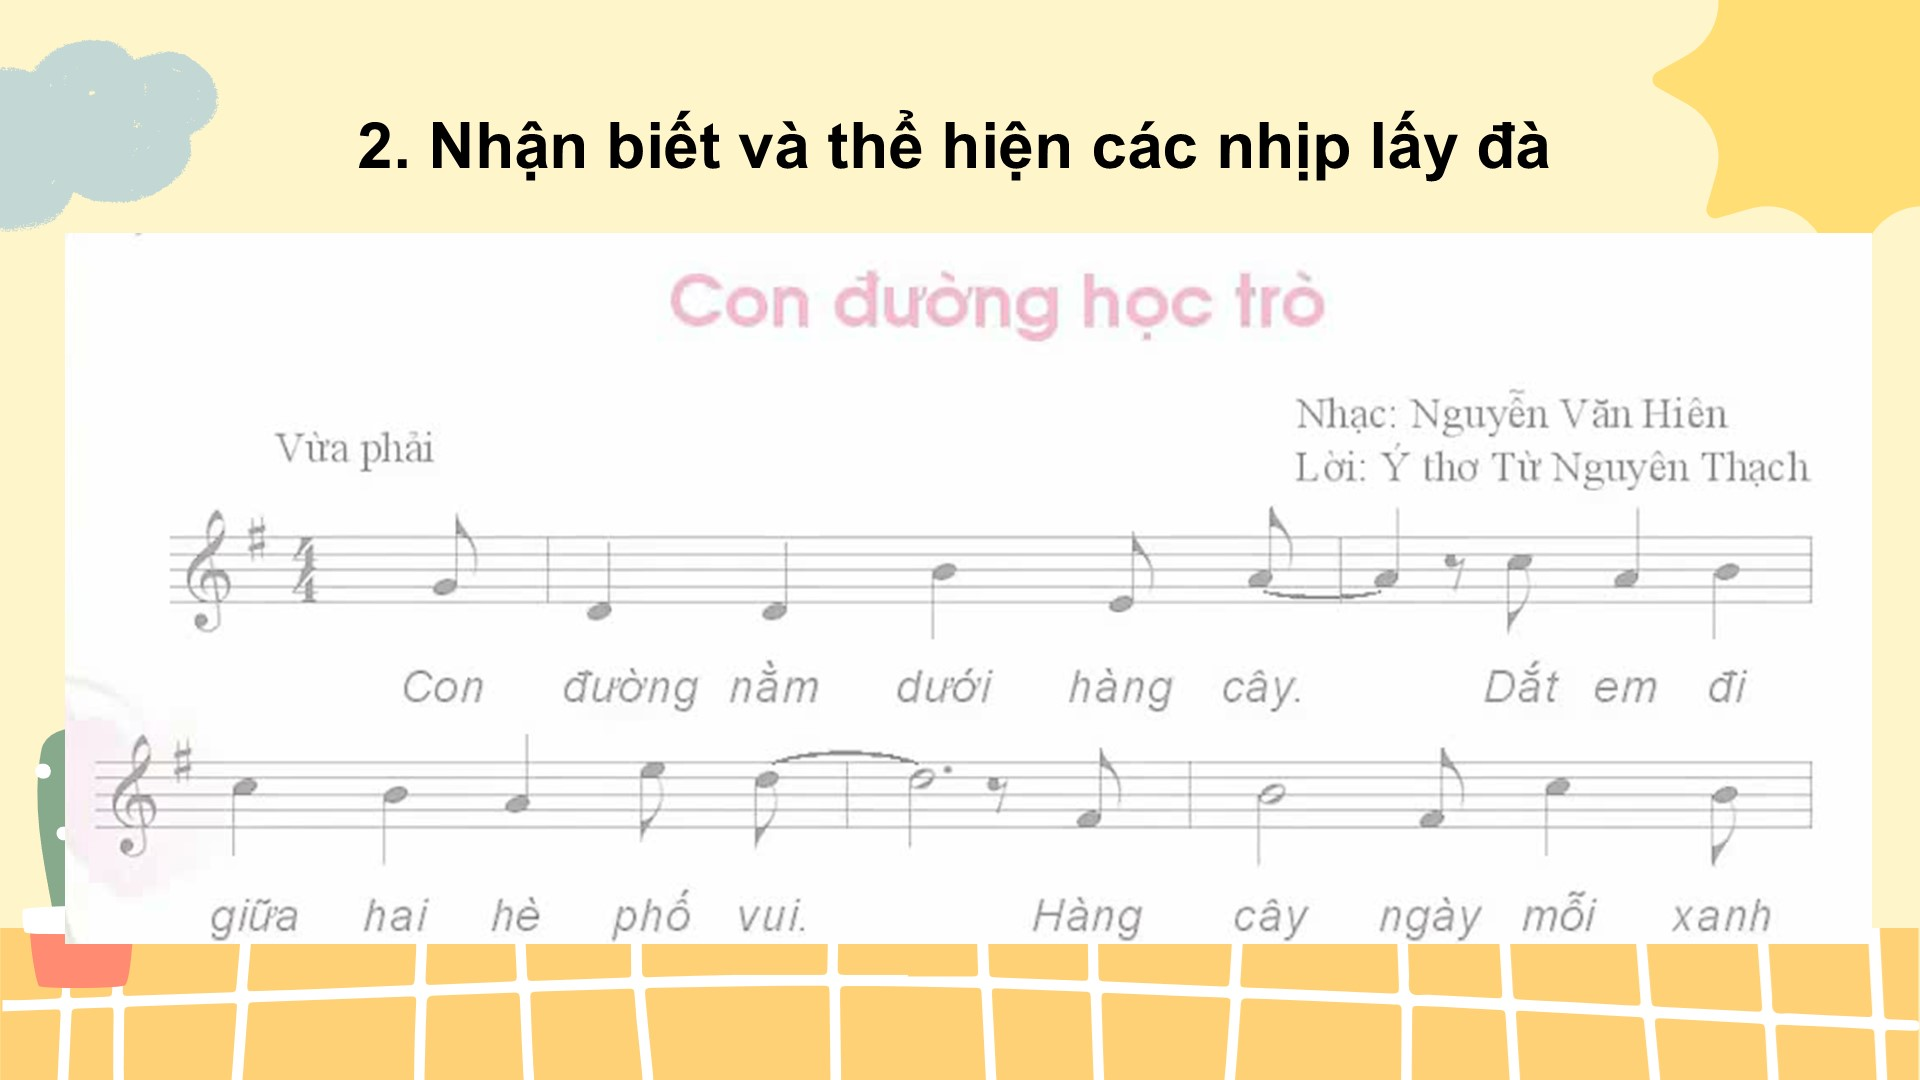 2. Nhận biết và thể hiện các nhịp lấy đà
Con đường học trò
Nhạc: Nguyễn Văn Hiên
Vừa phải
Lời: Ý thơ Từ Nguyên Thạch
4
4
Con đường nằm dưới hàng cây. Dắt em đi
giữa hai hè phố vui. Hàng cây ngày mỗi xanh